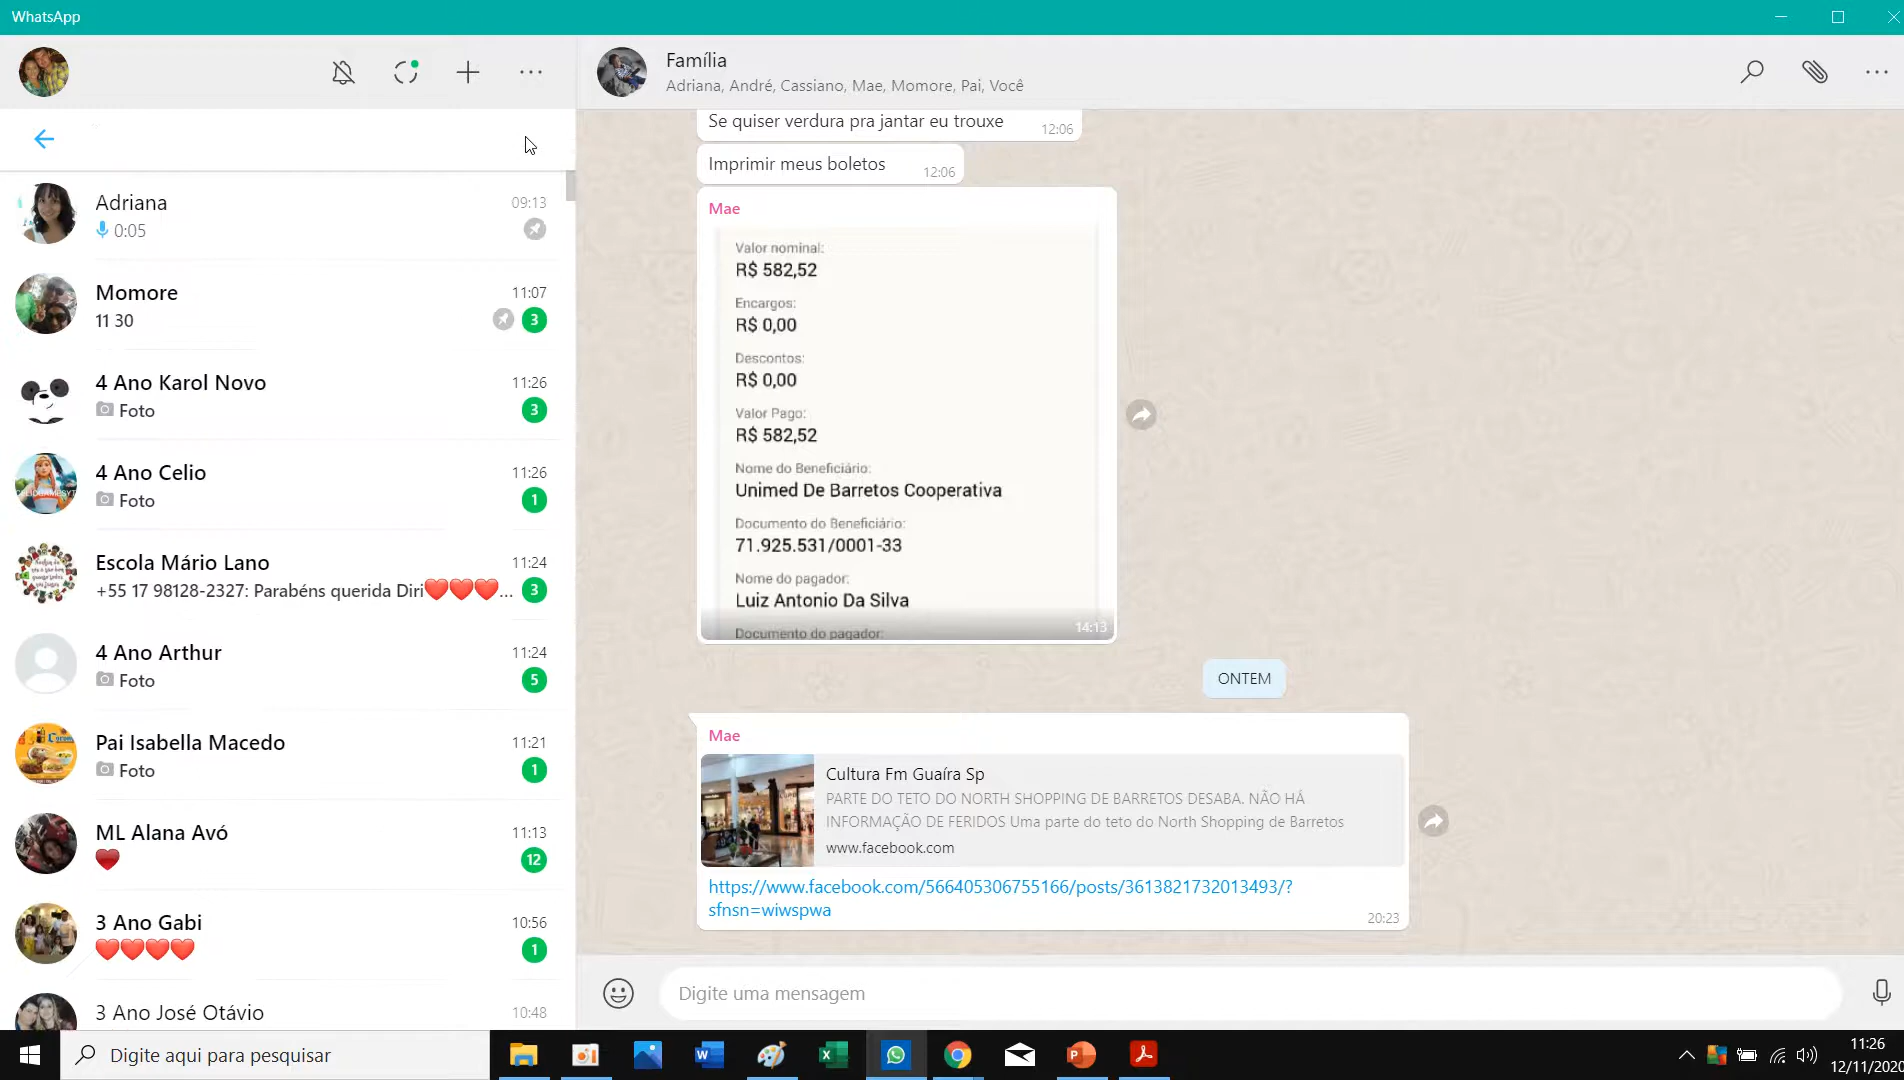 WhatsApp
Família
Adriana, André, Cassiano, Mae, Momore, Pai, Você
Adriana
09:13
0:05
Momore
11:07
11 30
3
4 Ano Karol Novo
11:26
Foto
3
4 Ano Celio
11:26
Foto
1
Escola Mário Lano
11:24
+55 17 98128-2327: Parabéns querida Diri❤️❤️❤️...
3
4 Ano Arthur
11:24
Foto
5
Pai Isabella Macedo
11:21
Foto
1
ML Alana Avó
11:13
❤️
12
3 Ano Gabi
10:56
❤️❤️❤️❤️
1
3 Ano José Otávio
10:48
Se quiser verdura pra jantar eu trouxe
12:06
Imprimir meus boletos
12:06
Mae
Valor nominal:
R$ 582,52
Encargos:
R$ 0,00
Descontos:
R$ 0,00
Valor Pago:
R$ 582,52
Nome do Beneficiário:
Unimed De Barretos Cooperativa
Documento do Beneficiário:
71.925.531/0001-33
Nome do pagador:
Luiz Antonio Da Silva
Documento do pagador:
14:13
ONTEM
Mae
Cultura Fm Guaíra Sp
PARTE DO TETO DO NORTH SHOPPING DE BARRETOS DESABA. NÃO HÁ
INFORMAÇÃO DE FERIDOS Uma parte do teto do North Shopping de Barretos
www.facebook.com
https://www.facebook.com/566405306755166/posts/3613821732013493/?
sfnsn=wiwspwa
20:23
Digite uma mensagem
Digite aqui para pesquisar
11:26